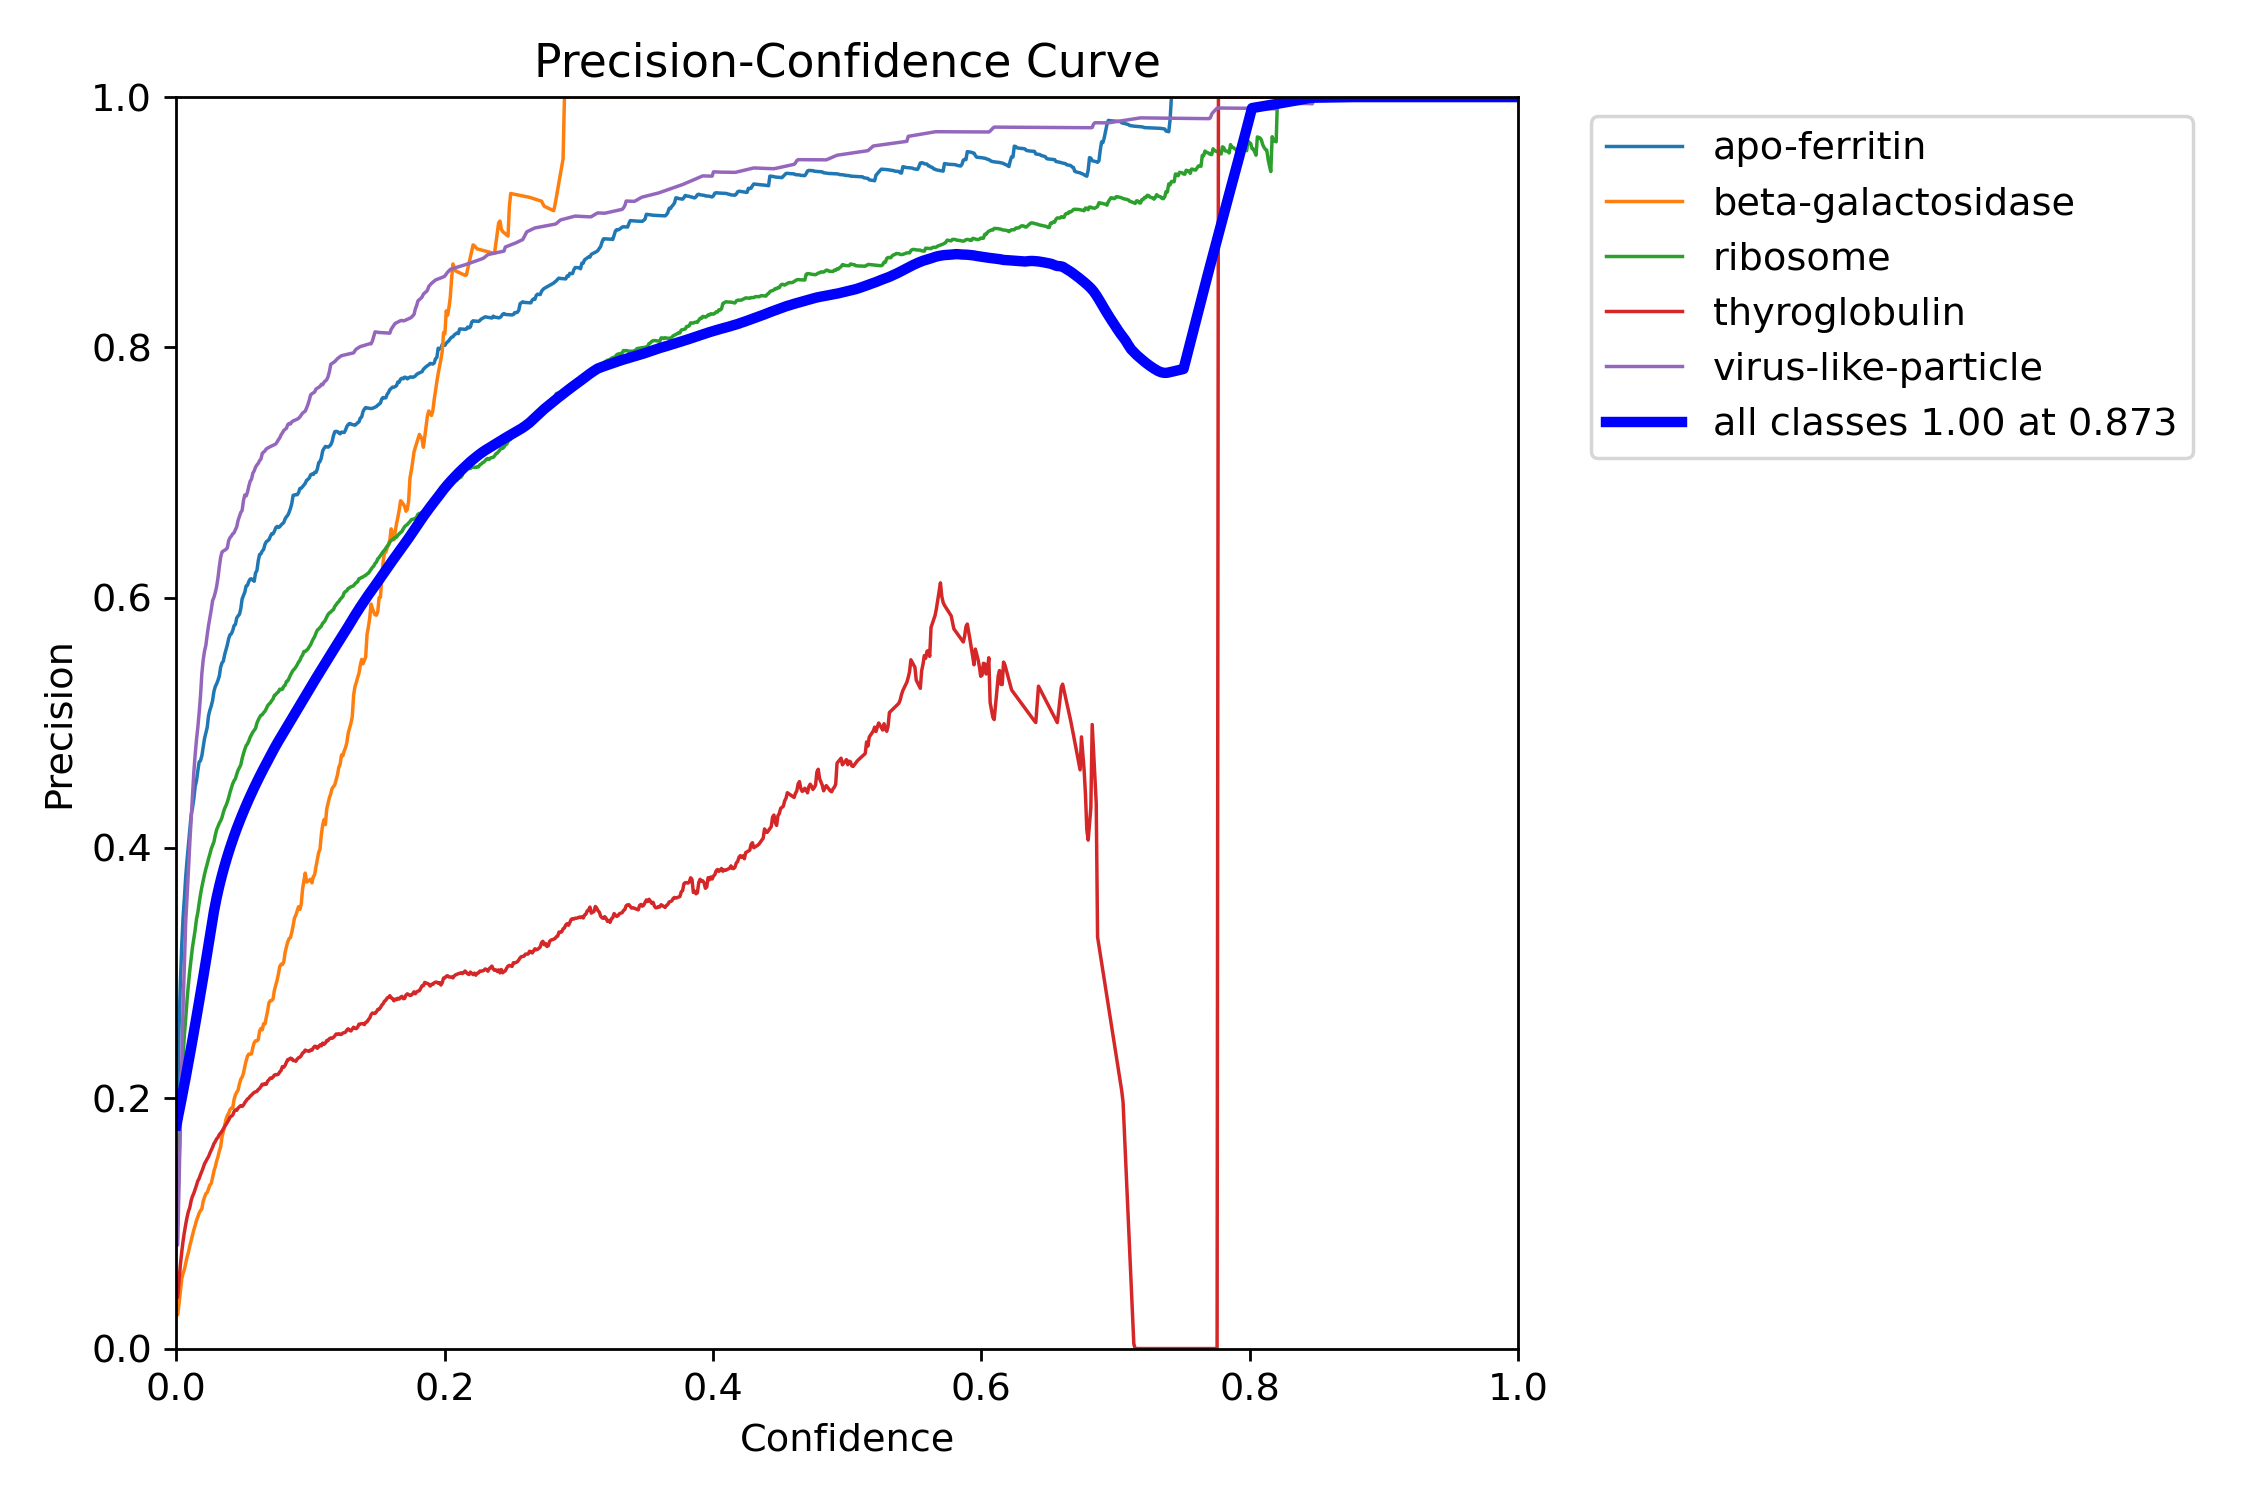 Precision-Confidence Curve
1.0
0.8
0.6
0.4
0.2
0.0
Precision
0.0 0.2 0.4 0.6 0.8 1.0
Confidence
apo-ferritin
beta-galactosidase
ribosome
thyroglobulin
virus-like-particle
all classes 1.00 at 0.873